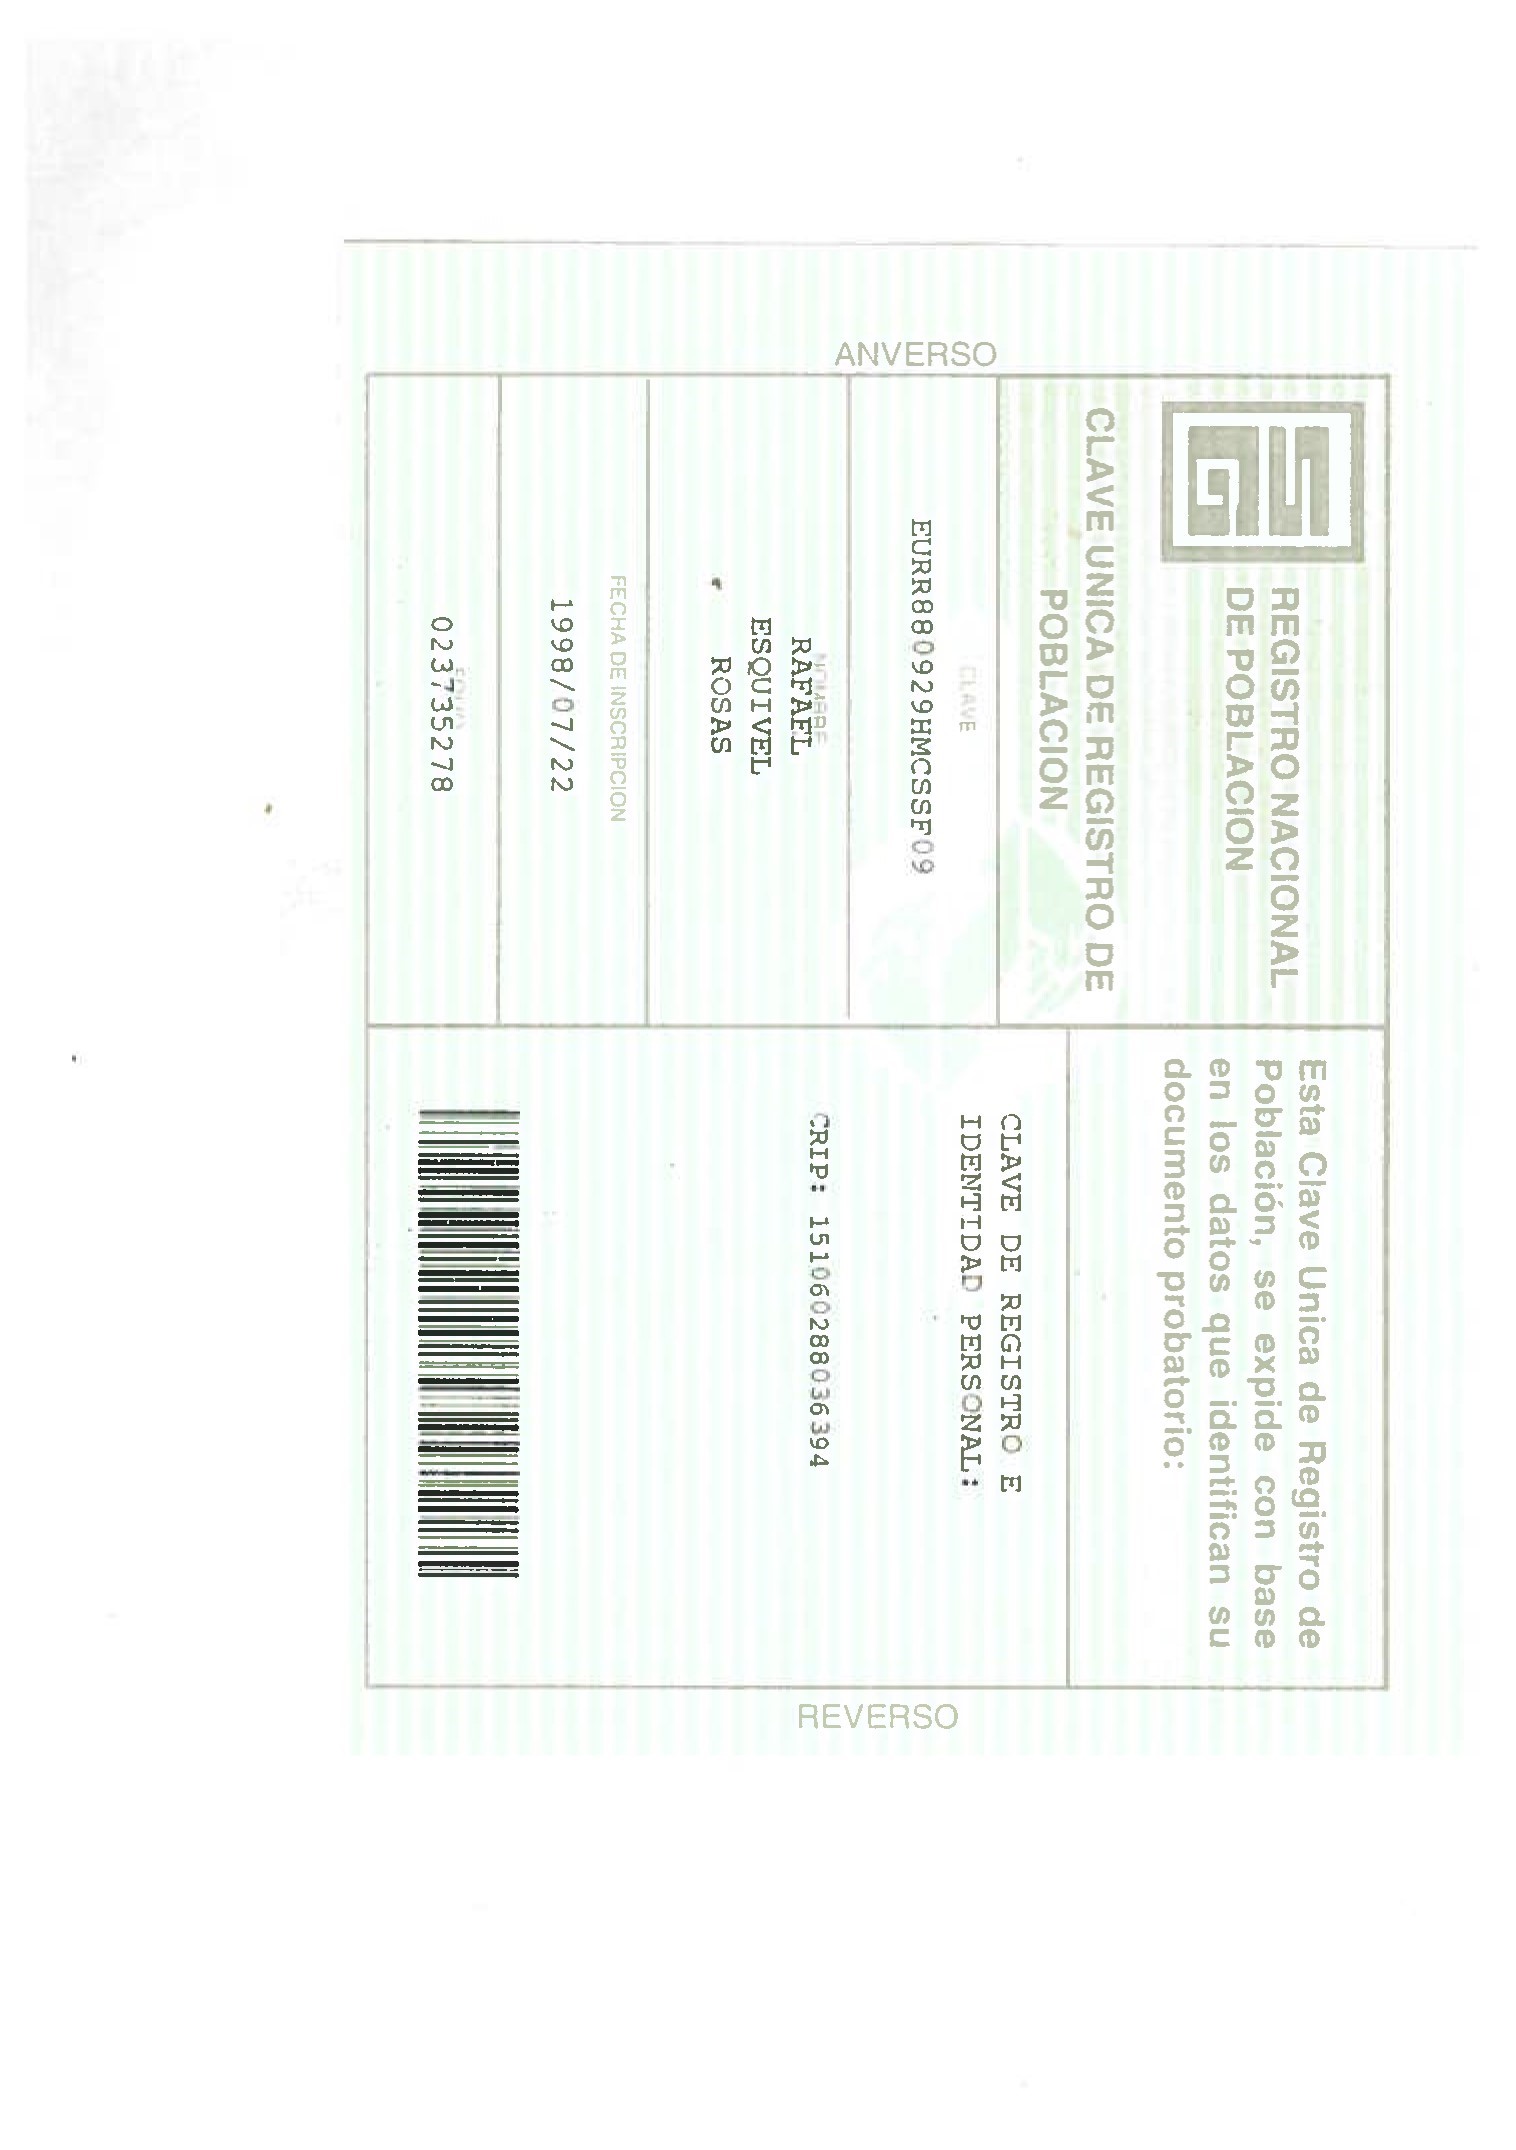 ANVERSO
REGISTRO NACIONAL
DE POBLACION
CLAVE UNICA DE REGISTRO DE
POBLACION
CLAVE
EURR880929HMCSSF09
NOMBRE
RAFAEL
ESQUIVEL
ROSAS
FECHA DE INSCRIPCION
1998/07/22
FOLIO
023735278
Esta Clave Unica de Registro de
Población, se expide con base
en los datos que identifican su
documento probatorio:
CLAVE DE REGISTRO E
IDENTIDAD PERSONAL:
CRIP: 151060288036394
REVERSO